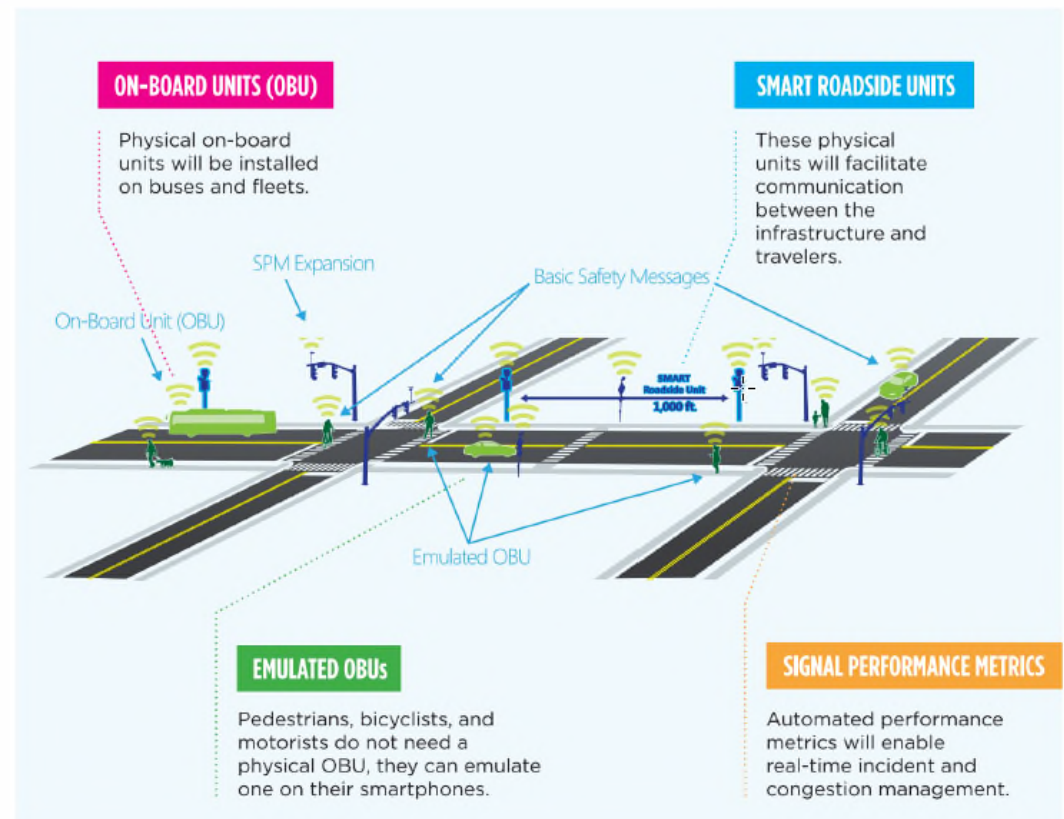 ON-BOARD UNITS (OBU)
Physical on-board
units will be installed
on buses and fleets.
SMART ROADSIDE UNITS
These physical
units will facilitate
communication
between the
infrastructure and
travelers.
SPM Expansion
Basic Safety Messages
On-Board Unit (OBU)
SMART
Roadside Unit
1,000 ft.
Emulated OBU
EMULATED OBUs
Pedestrians, bicyclists, and
motorists do not need a
physical OBU, they can emulate
one on their smartphones.
SIGNAL PERFORMANCE METRICS
Automated performance
metrics will enable
real-time incident and
congestion management.